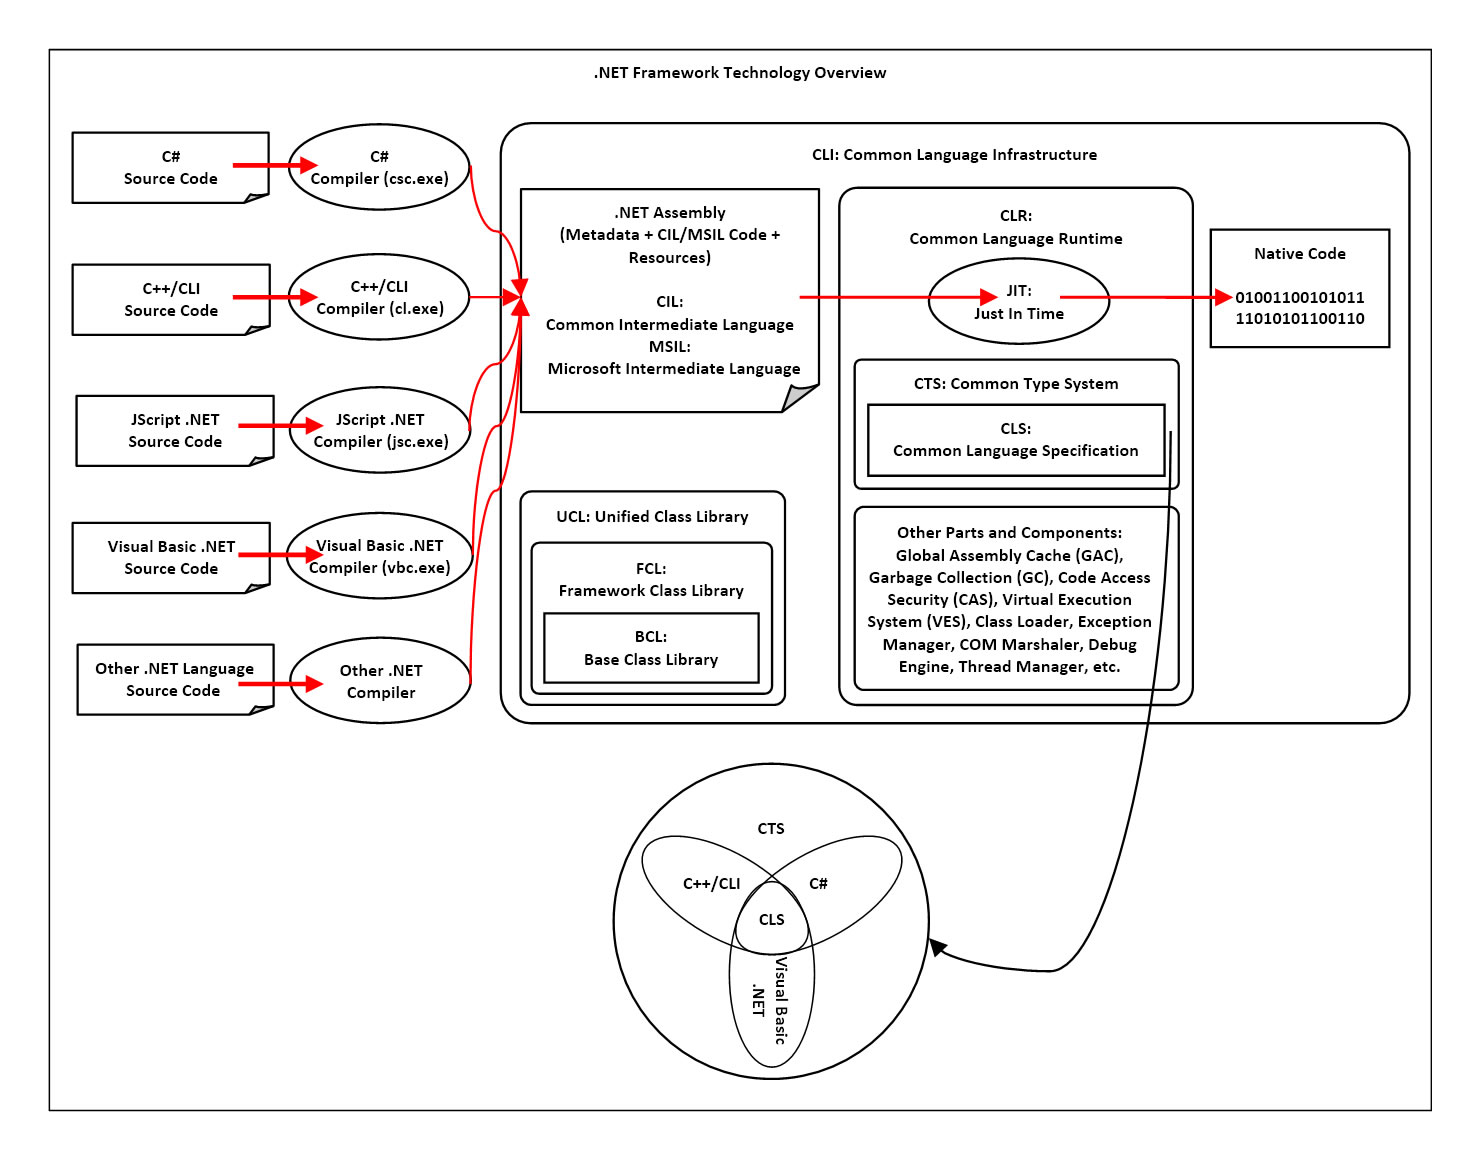 .NET Framework Technology Overview
C#
Source Code
C#
Compiler (csc.exe)
C++/CLI
Source Code
C++/CLI
Compiler (cl.exe)
JScript .NET
Source Code
JScript .NET
Compiler (jsc.exe)
Visual Basic .NET
Source Code
Visual Basic .NET
Compiler (vbc.exe)
Other .NET Language
Source Code
Other .NET
Compiler
CLI: Common Language Infrastructure
.NET Assembly
(Metadata + CIL/MSIL Code +
Resources)
CIL:
Common Intermediate Language
MSIL:
Microsoft Intermediate Language
UCL: Unified Class Library
FCL:
Framework Class Library
BCL:
Base Class Library
CLR:
Common Language Runtime
JIT:
Just In Time
CTS: Common Type System
CLS:
Common Language Specification
Other Parts and Components:
Global Assembly Cache (GAC),
Garbage Collection (GC), Code Access
Security (CAS), Virtual Execution
System (VES), Class Loader, Exception
Manager, COM Marshaler, Debug
Engine, Thread Manager, etc.
Native Code
01001100101011
11010101100110
CTS
C++/CLI
C#
CLS
Visual Basic
.NET